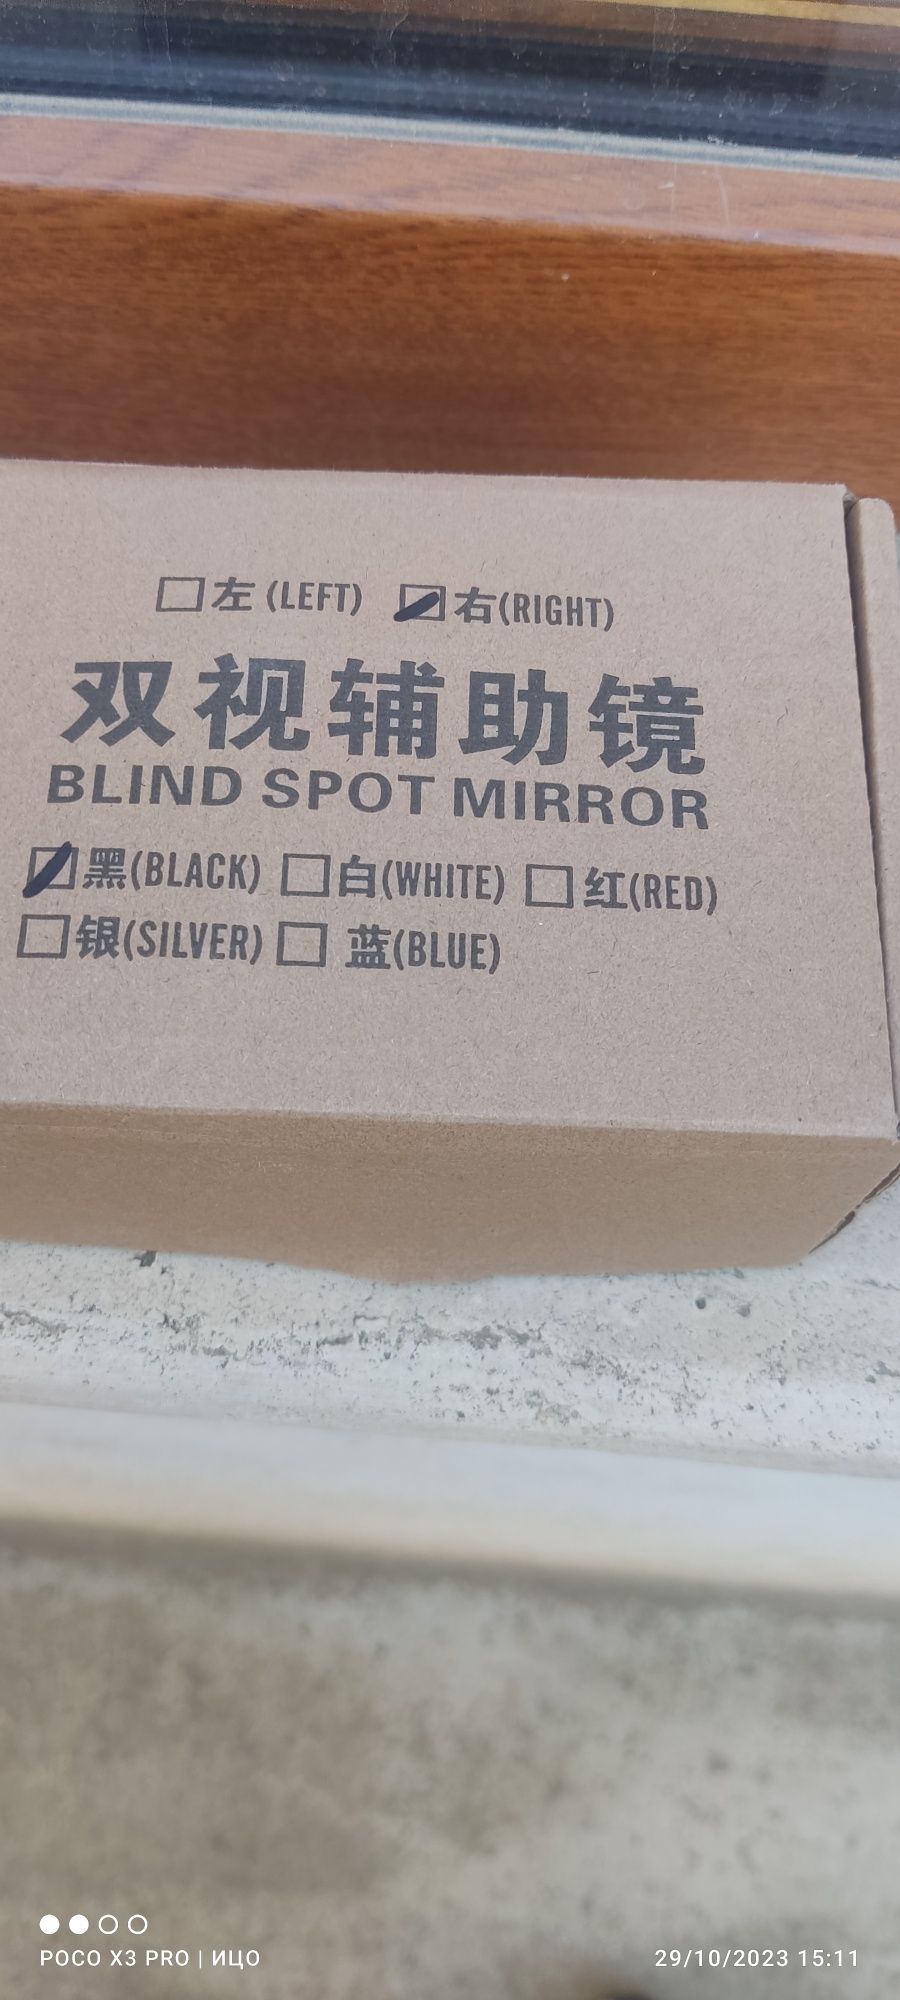 左 (LEFT) 右(RIGHT)
双视辅助镜
BLIND SPOT MIRROR
黑(BLACK) 白(WHITE) 红(RED)
银(SILVER) 蓝(BLUE)
POCO X3 PRO | ИЦО 29/10/2023 15:11